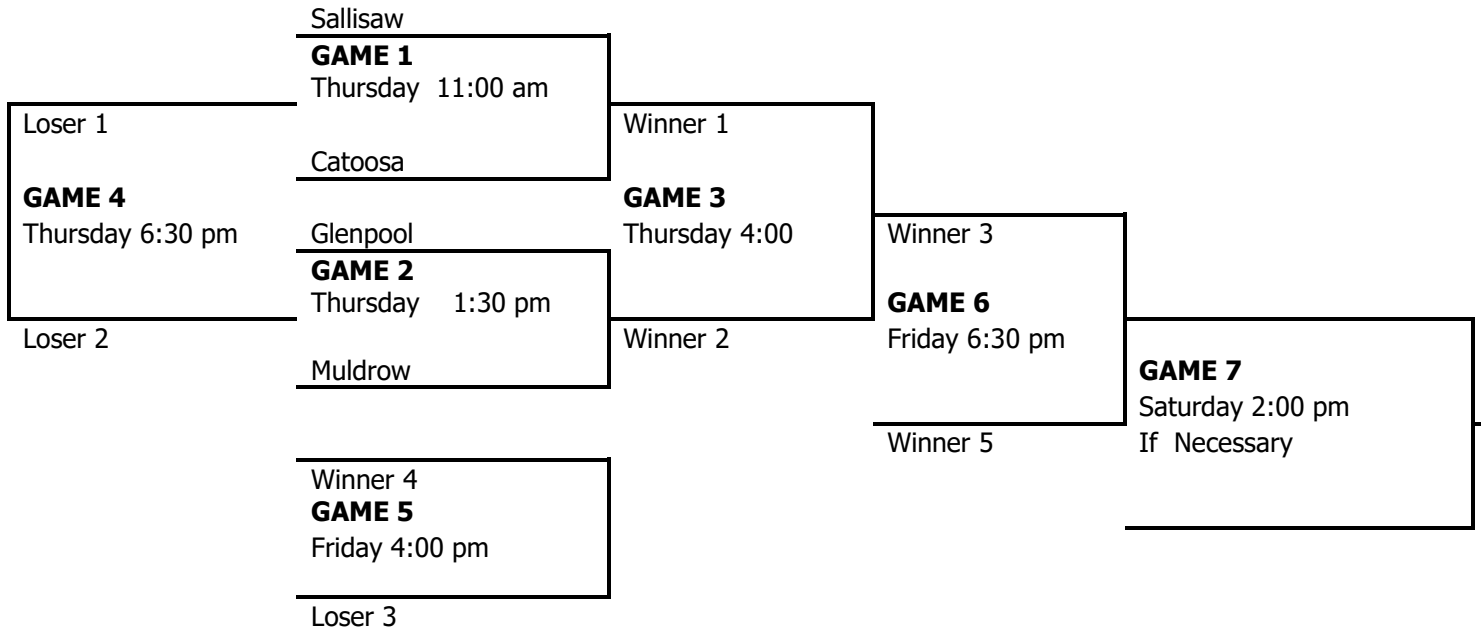 Sallisaw
GAME 1
Thursday 11:00 am
Loser 1
Winner 1
Catoosa
GAME 4
GAME 3
Thursday 6:30 pm
Glenpool
Thursday 4:00
Winner 3
GAME 2
Thursday 1:30 pm
GAME 6
Loser 2
Winner 2
Friday 6:30 pm
Muldrow
GAME 7
Saturday 2:00 pm
Winner 5
If Necessary
Winner 4
GAME 5
Friday 4:00 pm
Loser 3